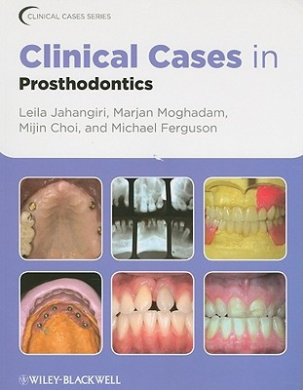 CLINICAL CASES SERIES
Clinical Cases in
Prosthodontics
Leila Jahangiri, Marjan Moghadam,
Mijin Choi, and Michael Ferguson
WILEY-BLACKWELL